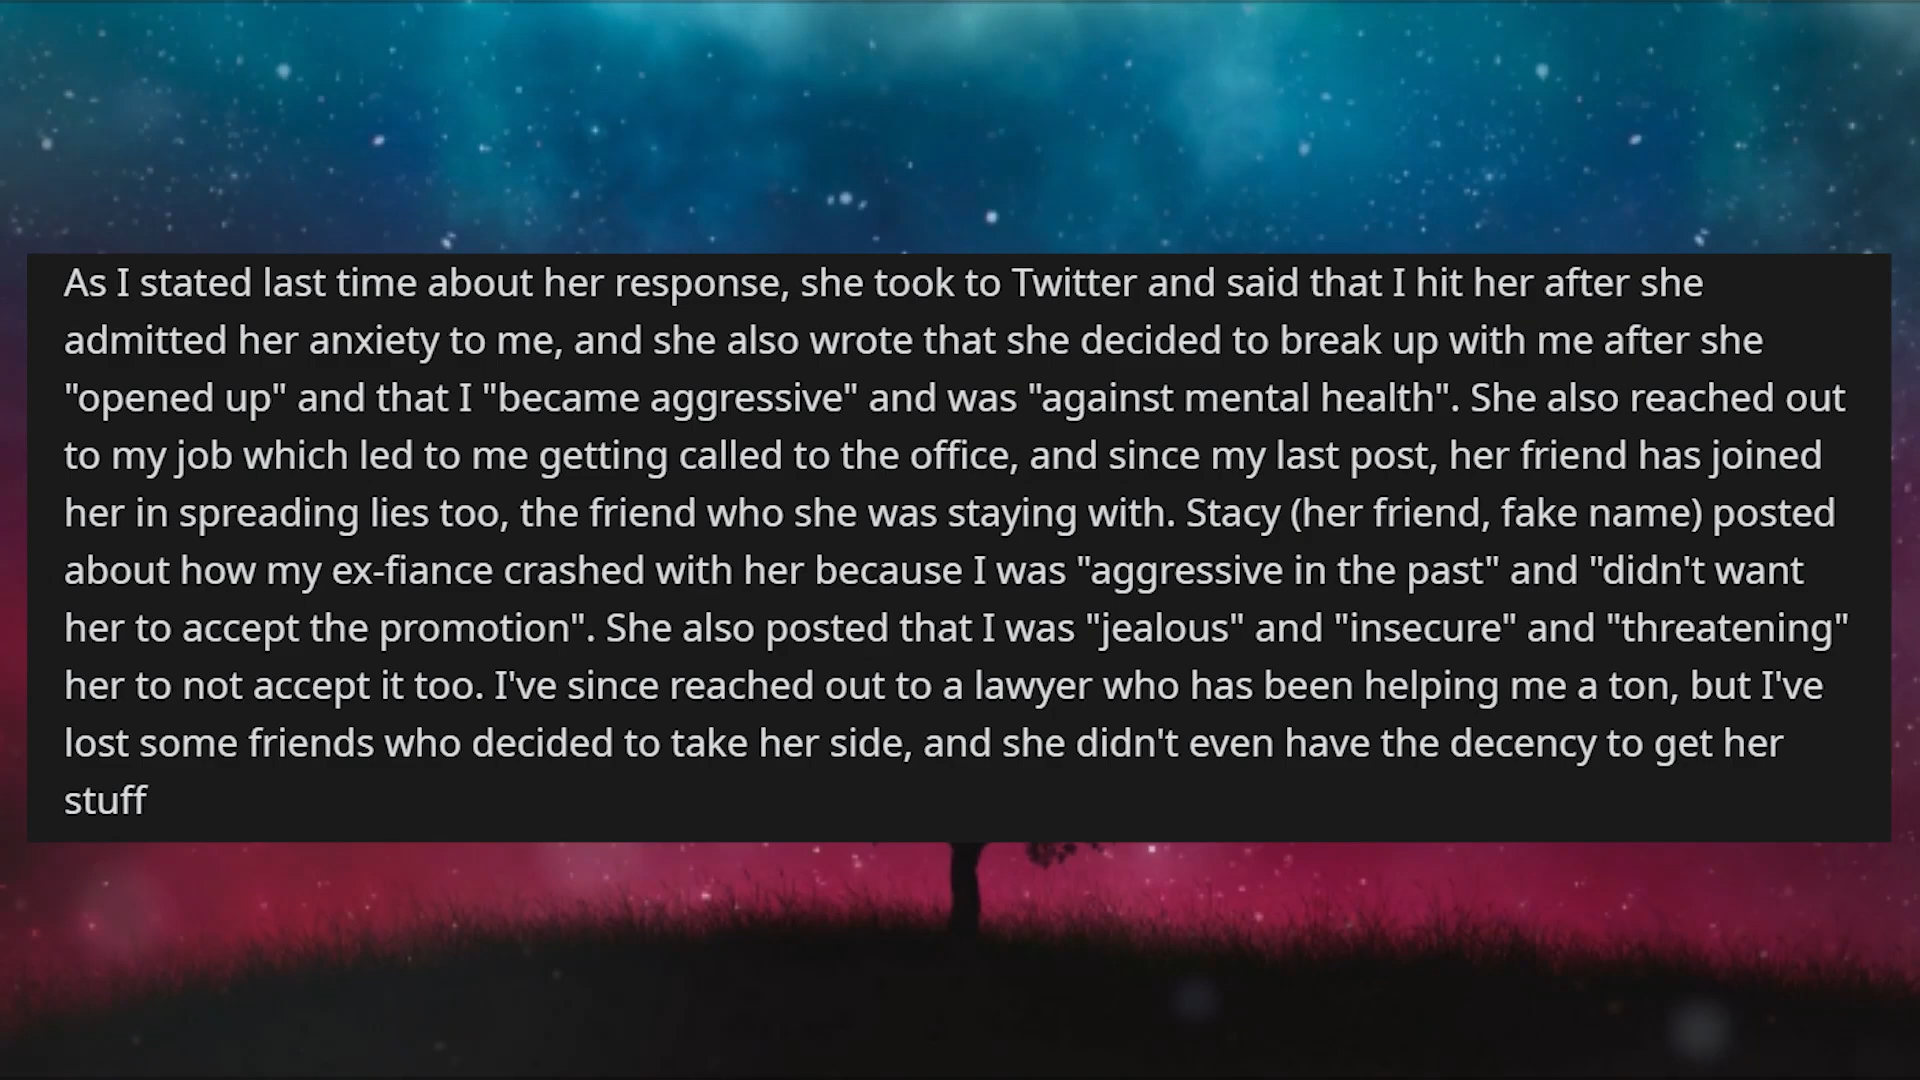 As I stated last time about her response, she took to Twitter and said that I hit her after she
admitted her anxiety to me, and she also wrote that she decided to break up with me after she
"opened up" and that I "became aggressive" and was "against mental health". She also reached out
to my job which led to me getting called to the office, and since my last post, her friend has joined
her in spreading lies too, the friend who she was staying with. Stacy (her friend, fake name) posted
about how my ex-fiance crashed with her because I was "aggressive in the past" and "didn't want
her to accept the promotion". She also posted that I was "jealous" and "insecure" and "threatening"
her to not accept it too. I've since reached out to a lawyer who has been helping me a ton, but I've
lost some friends who decided to take her side, and she didn't even have the decency to get her
stuff